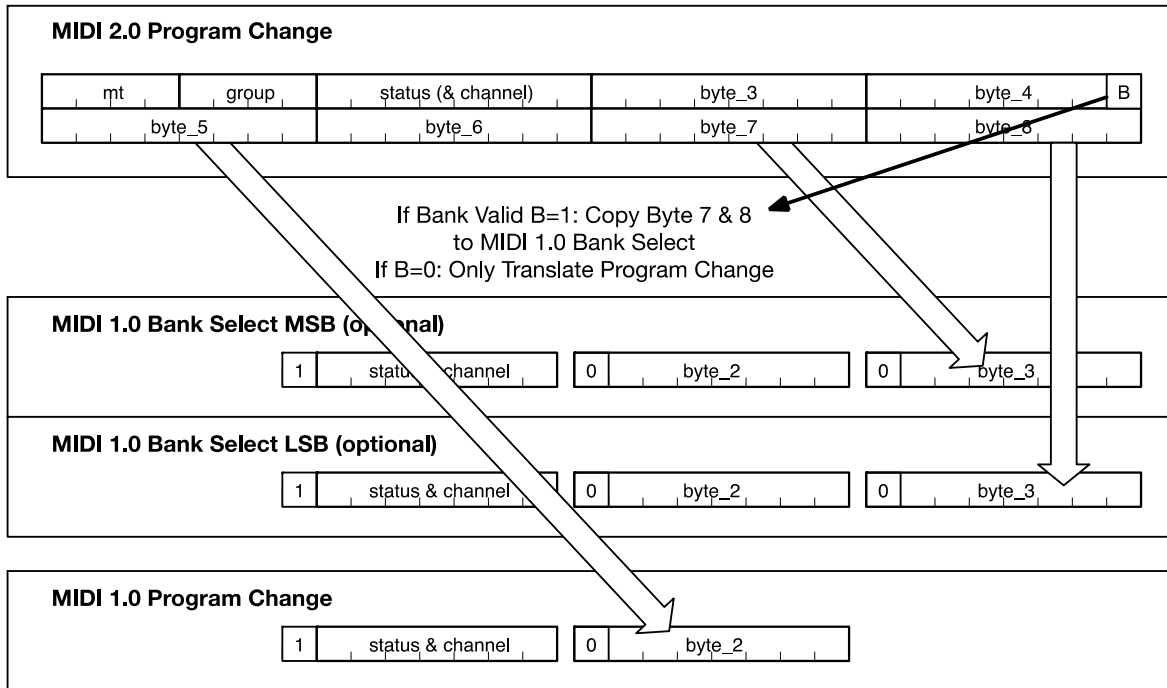 MIDI 2.0 Program Change
mt group status (& channel) byte_3 byte_4 B
byte_5 byte_6 byte_7 byte_8
If Bank Valid B=1: Copy Byte 7 & 8
to MIDI 1.0 Bank Select
If B=0: Only Translate Program Change
MIDI 1.0 Bank Select MSB (optional)
1 status & channel 0 byte_2 0 byte_3
MIDI 1.0 Bank Select LSB (optional)
1 status & channel 0 byte_2 0 byte_3
MIDI 1.0 Program Change
1 status & channel 0 byte_2